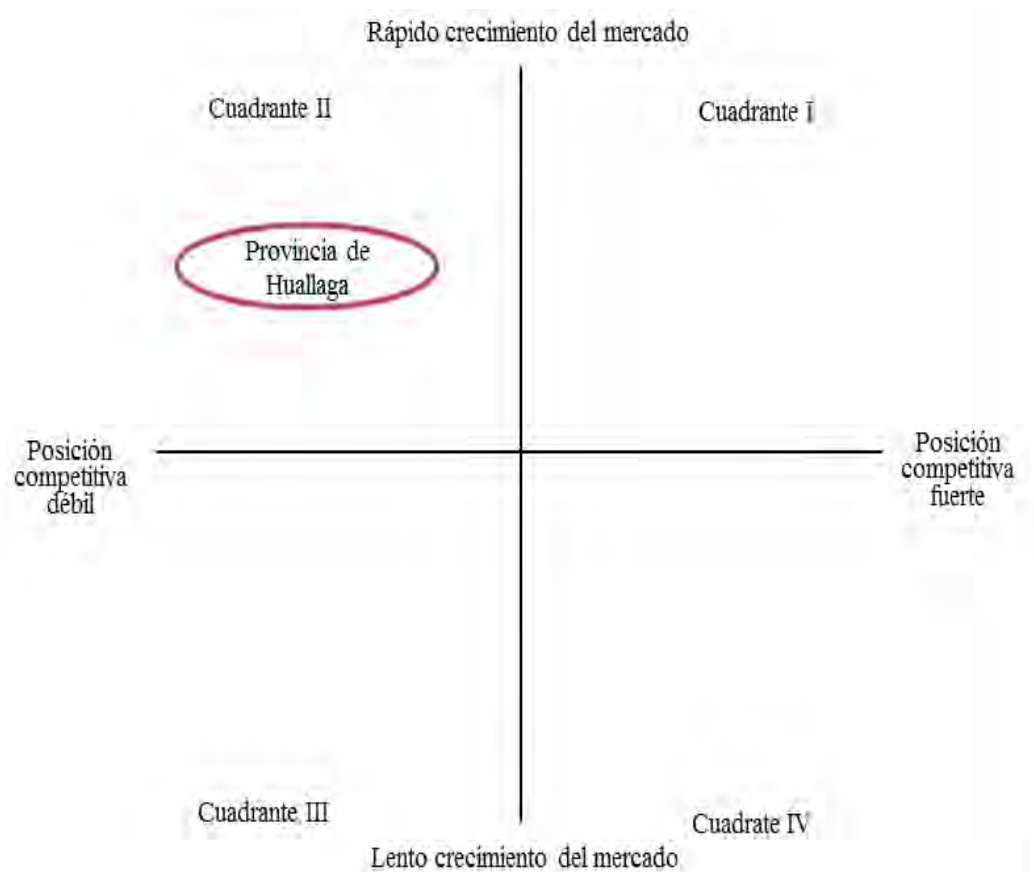 Rápido crecimiento del mercado
Cuadrante II
Cuadrante I
Provincia de
Huallaga
Posición
competitiva
débil
Posición
competitiva
fuerte
Cuadrante III
Cuadrate IV
Lento crecimiento del mercado